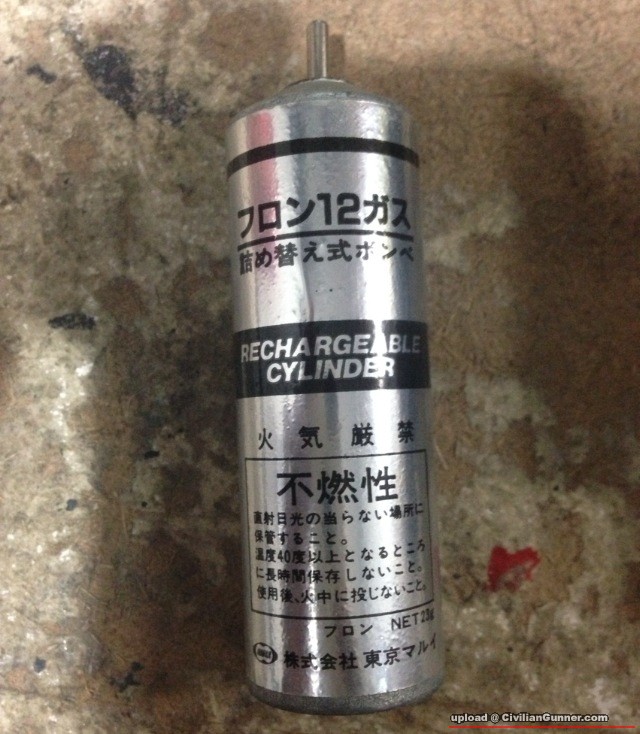 フロン12ガス
詰め替え式ボンベ
RECHARGEABLE
CYLINDER
火気厳禁
不燃性
直射日光の当らない場所に
保管すること。
温度40度以上となるところ
に長時間保存しないこと。
使用後、火中に投じないこと。
フロン NET 23g
株式会社 東京マルイ
upload @ CivilianGunner.com